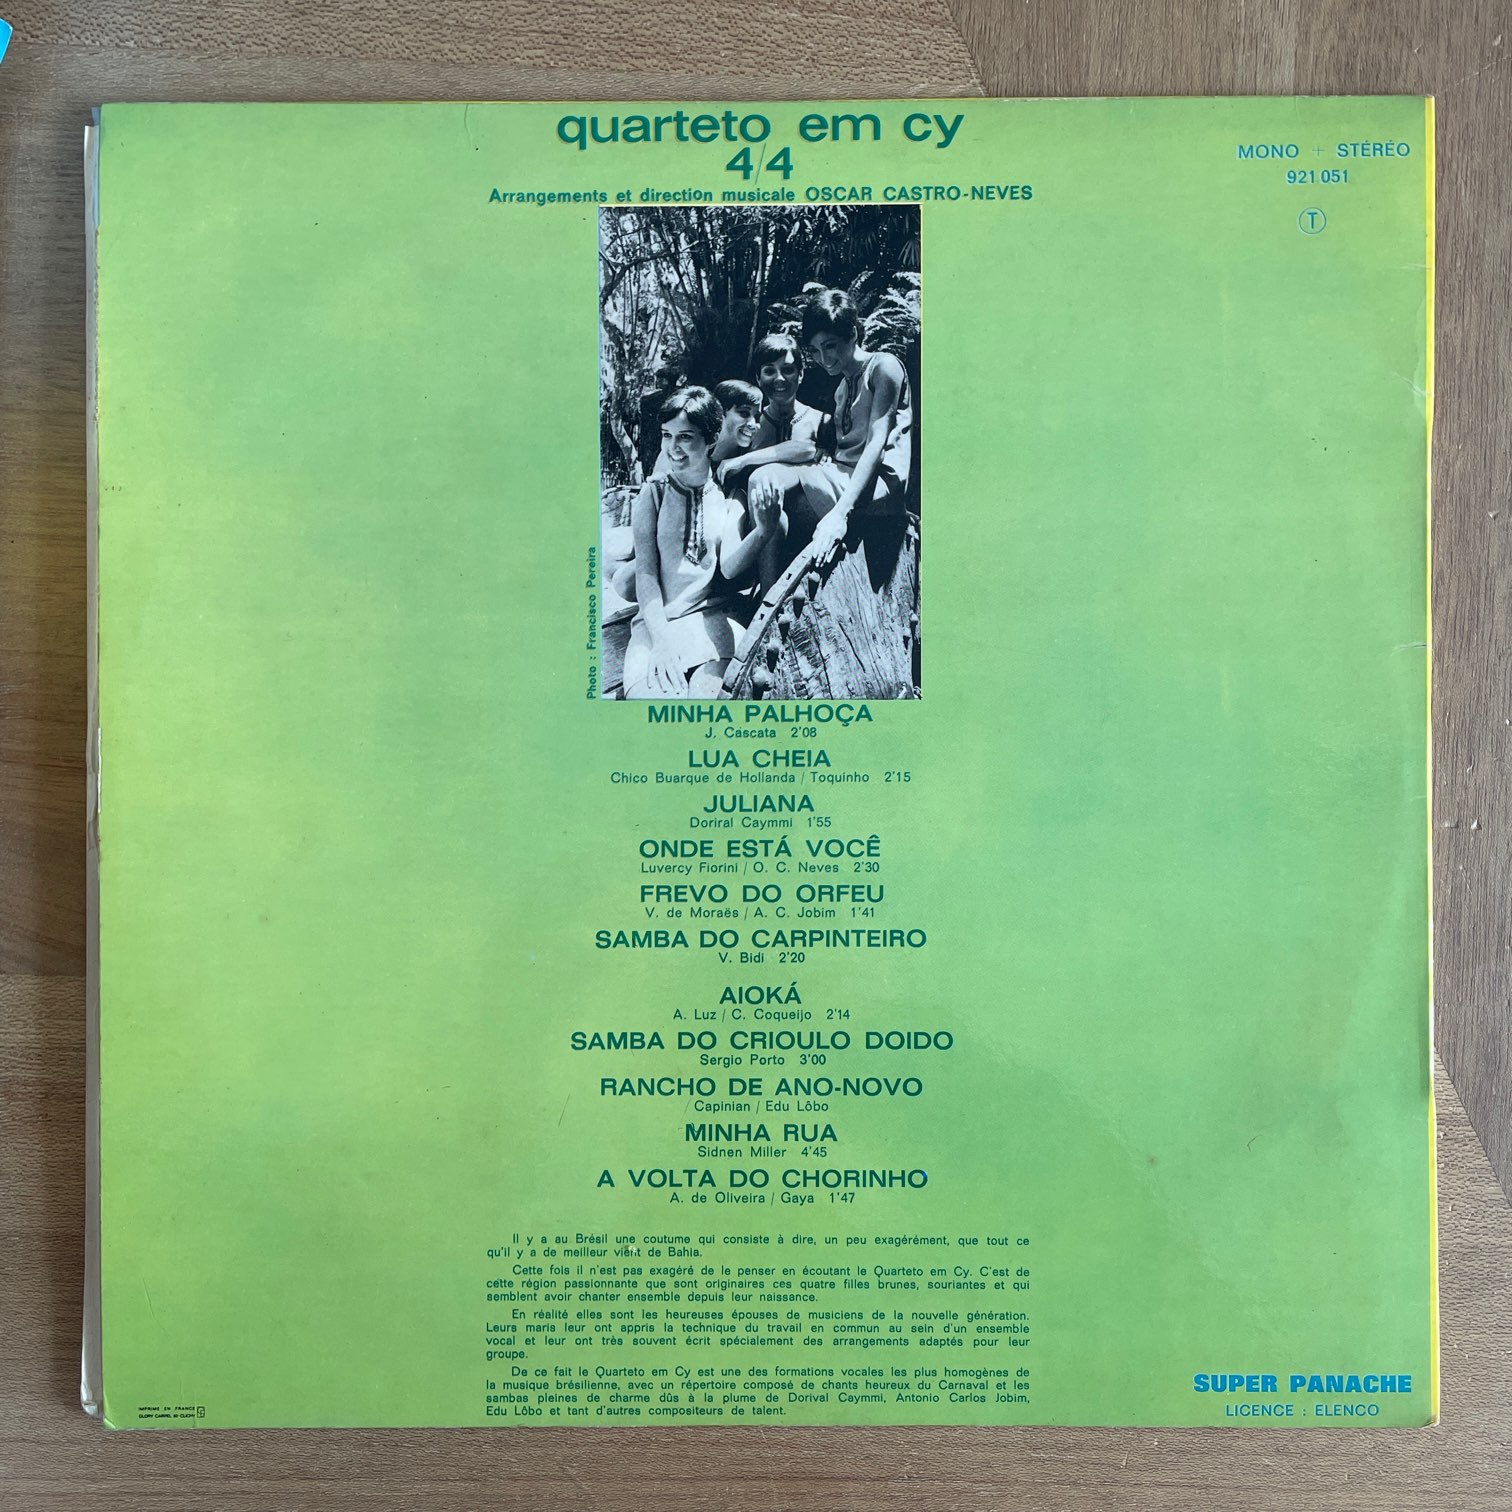 quarteto em cy
4/4
Arrangements et direction musicale OSCAR CASTRO-NEVES
MONO + STÉRÉO
921 051
T
Photo : Francisco Pereira
MINHA PALHOÇA
J. Cascata 2'08
LUA CHEIA
Chico Buarque de Hollanda / Toquinho 2'15
JULIANA
Doriral Caymmi 1'55
ONDE ESTÁ VOCÊ
Luvercy Fiorini / O. C. Neves 2'30
FREVO DO ORFEU
V. de Moraës / A. C. Jobim 1'41
SAMBA DO CARPINTEIRO
V. Bidi 2'20
AIOKÁ
A. Luz / C. Coqueijo 2'14
SAMBA DO CRIOULO DOIDO
Sergio Porto 3'00
RANCHO DE ANO-NOVO
Capinian / Edu Lôbo
MINHA RUA
Sidnen Miller 4'45
A VOLTA DO CHORINHO
A. de Oliveira / Gaya 1'47
Il y a au Brésil une coutume qui consiste à dire, un peu exagérément, que tout ce
qu'il y a de meilleur vient de Bahia.
Cette fois il n'est pas exagéré de le penser en écoutant le Quarteto em Cy. C'est de
cette région passionnante que sont originaires ces quatre filles brunes, souriantes et qui
semblent avoir chanter ensemble depuis leur naissance.
En réalité elles sont les heureuses épouses de musiciens de la nouvelle génération.
Leurs maris leur ont appris la technique du travail en commun au sein d'un ensemble
vocal et leur ont très souvent écrit spécialement des arrangements adaptés pour leur
groupe.
De ce fait le Quarteto em Cy est une des formations vocales les plus homogènes de
la musique brésilienne, avec un répertoire composé de chants heureux du Carnaval et les
sambas pleines de charme dûs à la plume de Dorival Caymmi, Antonio Carlos Jobim,
Edu Lôbo et tant d'autres compositeurs de talent.
SUPER PANACHE
LICENCE : ELENCO
IMPRIMÉ EN FRANCE
GLORY CARTEL 92 CLICHY